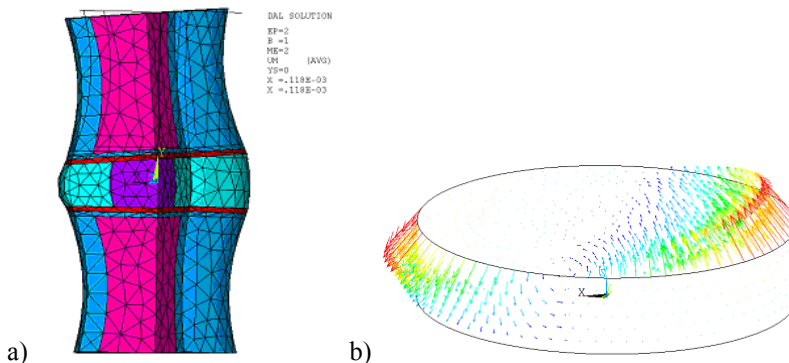 DAL SOLUTION
EP=2
B =1
ME=2
UM (AVG)
YS=0
X =.118E-03
X =.118E-03
Y
X
a)
b)